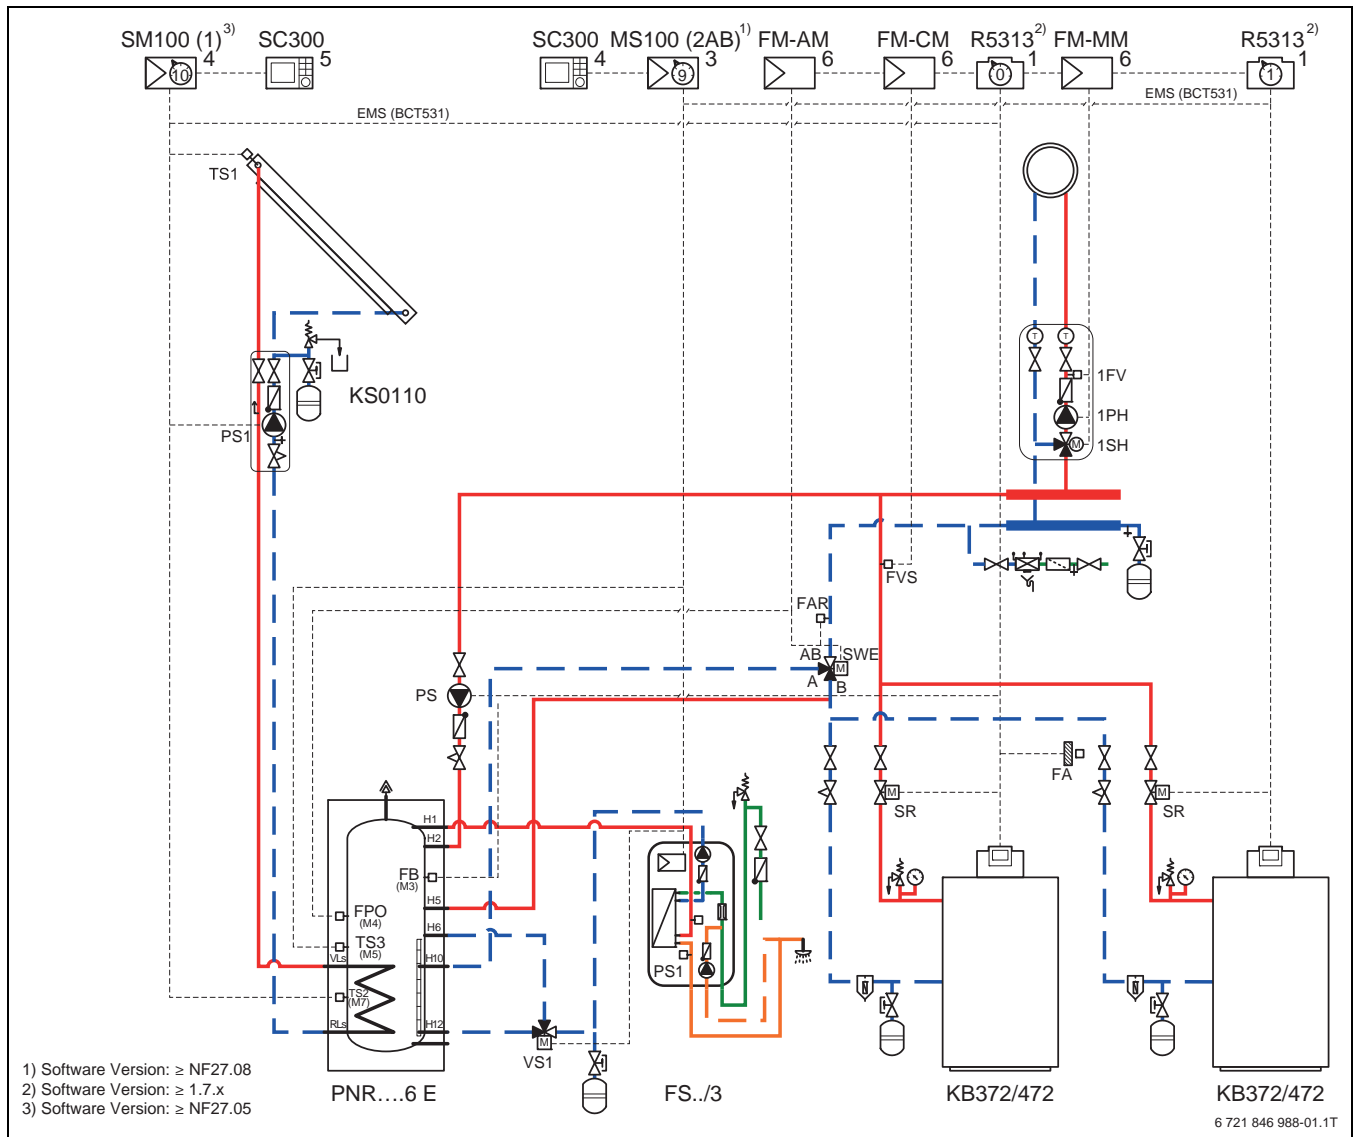 SM100 (1)3) SC300 SC300 MS100 (2AB)1) FM-AM FM-CM R53132) FM-MM R53132)
4 5 4 3 6 6 1 6 1
10 9 0 1
EMS (BCT531)
EMS (BCT531)
TS1
T T
1FV
KS0110
1PH
PS1
M 1SH
FVS
FAR
AB SWE
M
A B
PS
FA
M SR
M SR
H1
H2
FB
(M3)
H5
FPO
(M4)
H6
TS3
(M5)
VLs H10
PS1
TS2
(M7)
RLs H12
M
VS1
1) Software Version: ≥ NF27.08
2) Software Version: ≥ 1.7.x
3) Software Version: ≥ NF27.05
PNR....6 E FS../3 KB372/472 KB372/472
6 721 846 988-01.1T